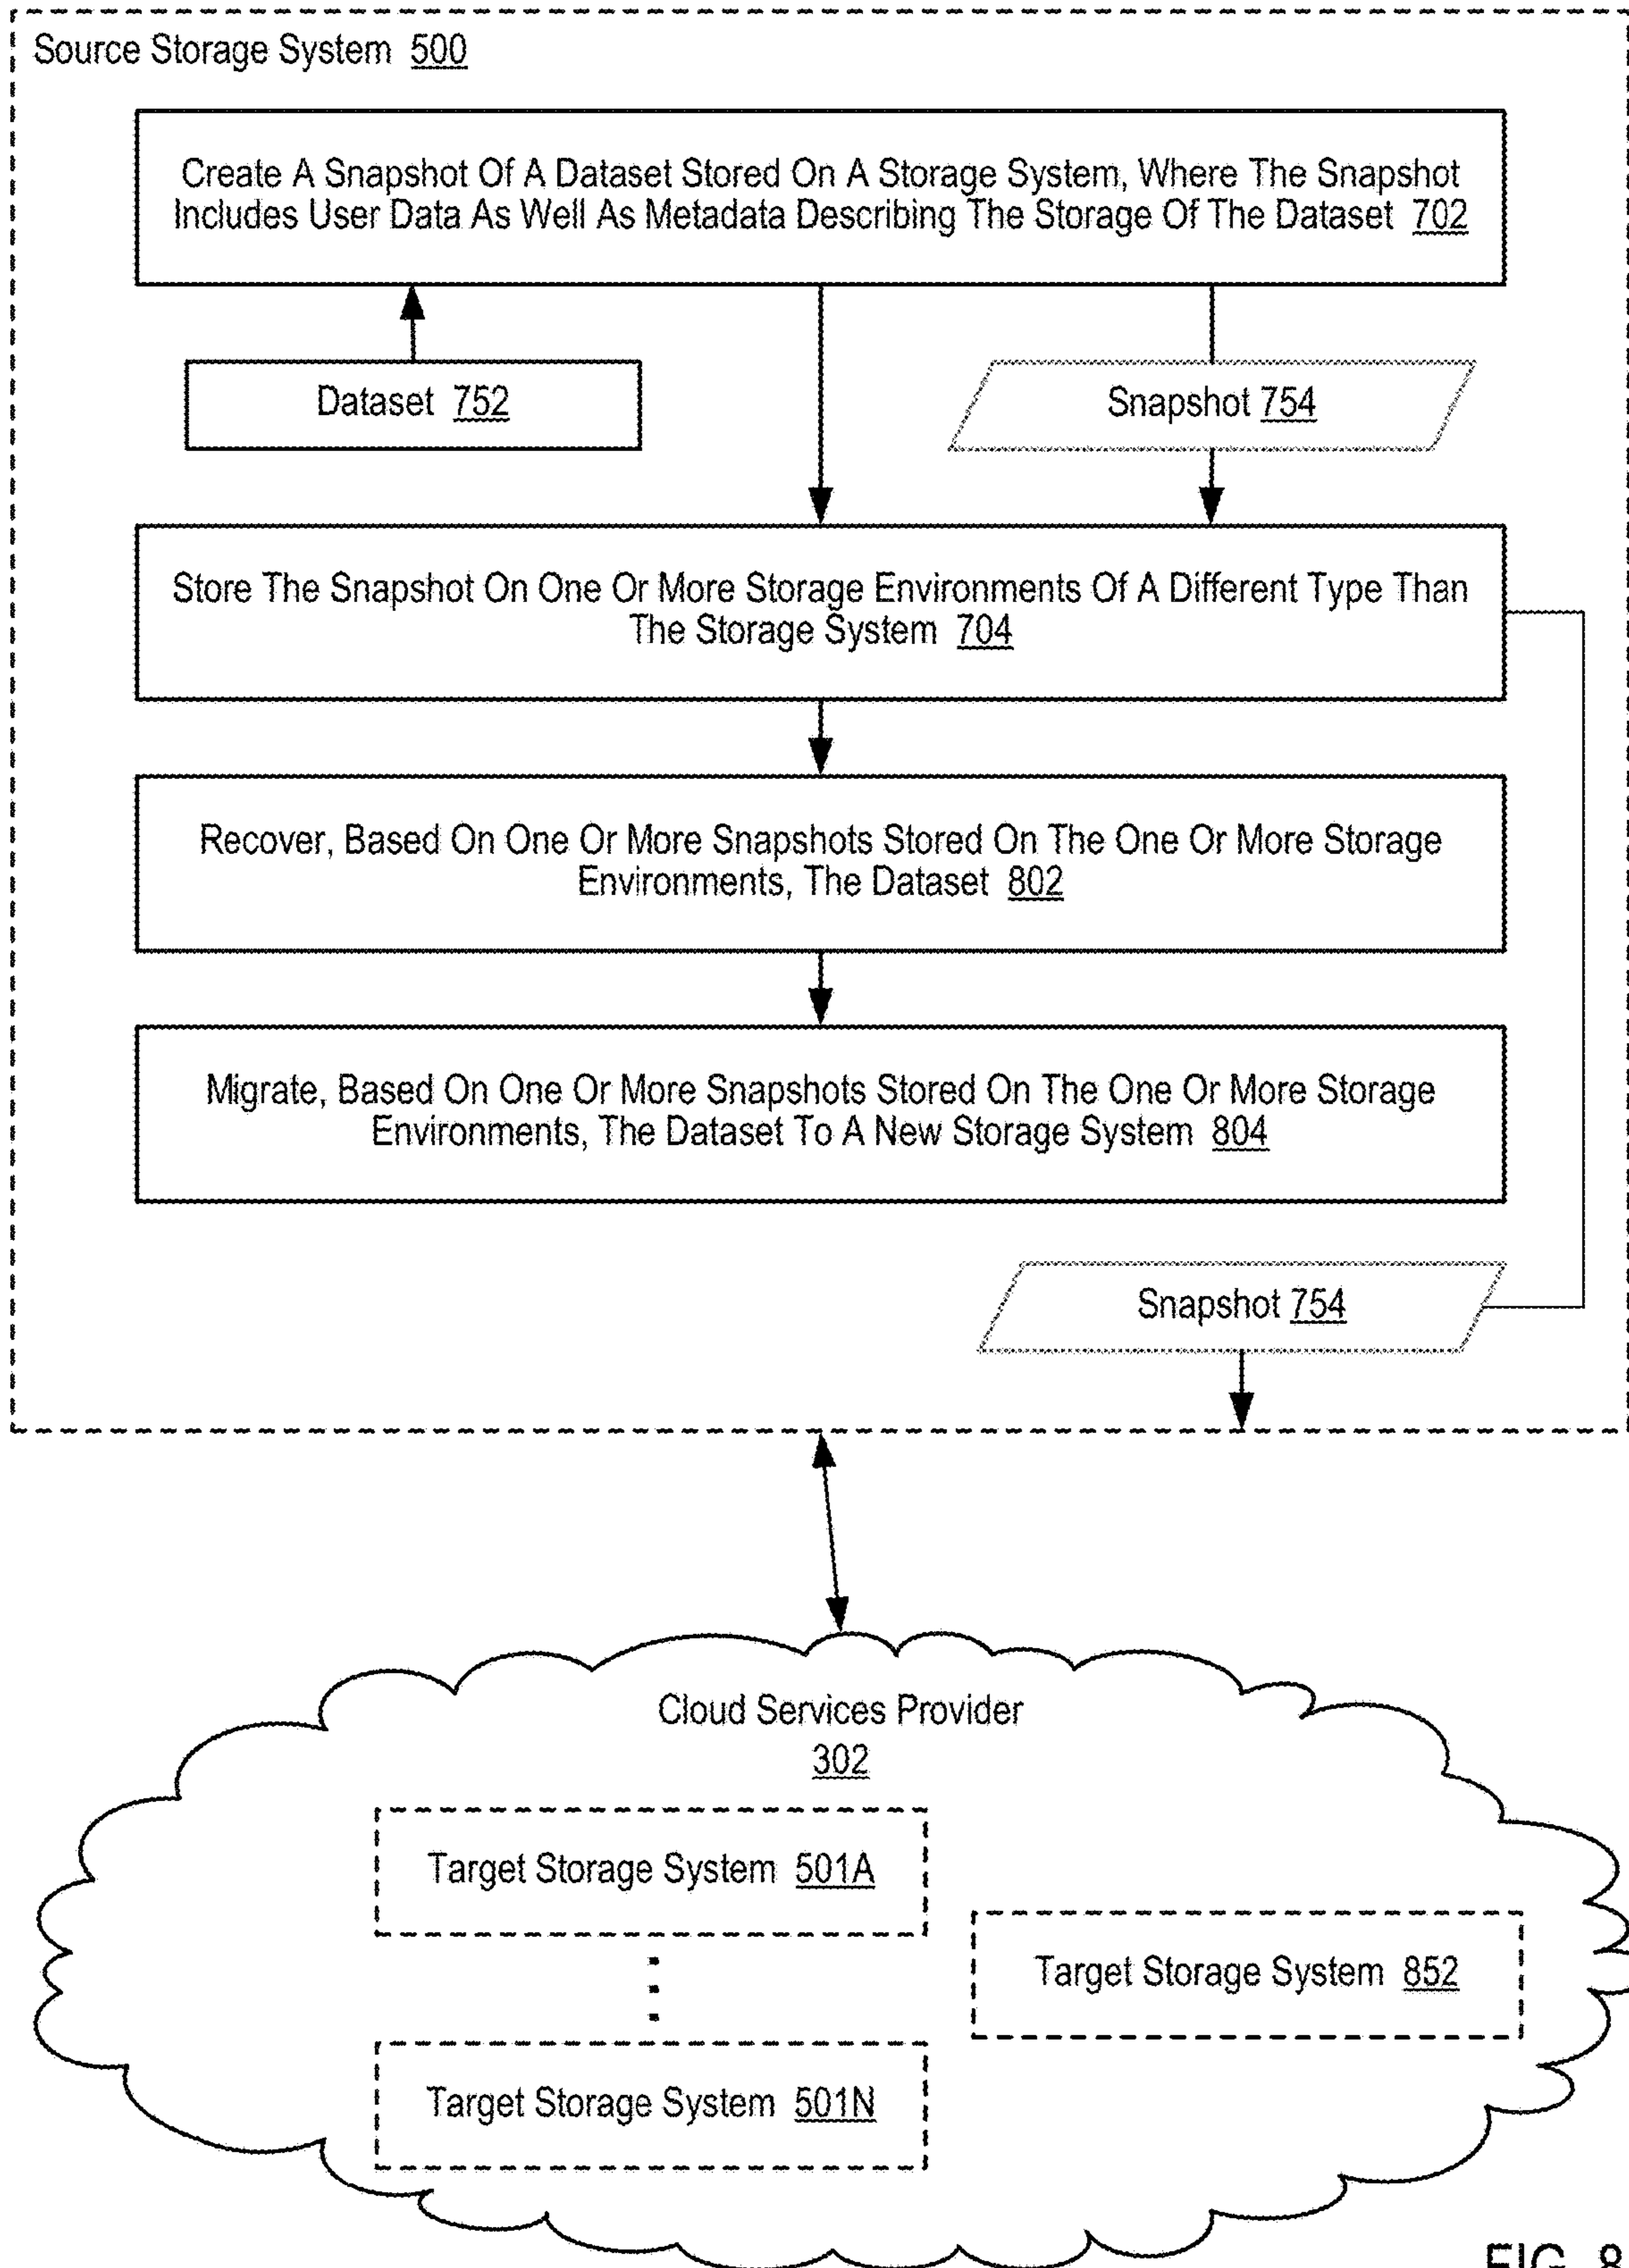 Source Storage System 500
Create A Snapshot Of A Dataset Stored On A Storage System, Where The Snapshot
Includes User Data As Well As Metadata Describing The Storage Of The Dataset 702
Dataset 752
Snapshot 754
Store The Snapshot On One Or More Storage Environments Of A Different Type Than
The Storage System 704
Recover, Based On One Or More Snapshots Stored On The One Or More Storage
Environments, The Dataset 802
Migrate, Based On One Or More Snapshots Stored On The One Or More Storage
Environments, The Dataset To A New Storage System 804
Snapshot 754
Cloud Services Provider
302
Target Storage System 501A
Target Storage System 852
Target Storage System 501N
FIG. 8